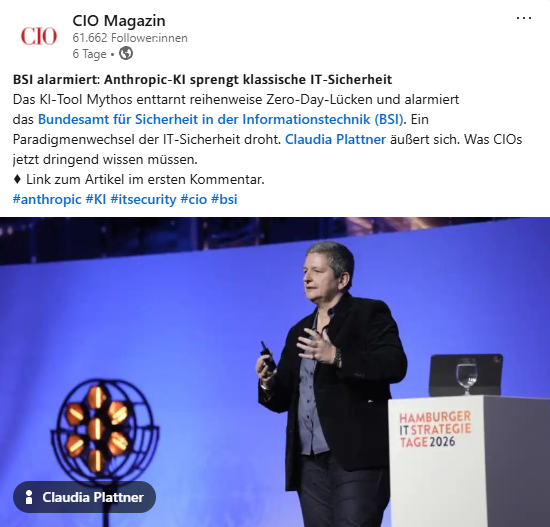 CIO
CIO Magazin
61.662 Follower:innen
6 Tage •
BSI alarmiert: Anthropic-KI sprengt klassische IT-Sicherheit
Das KI-Tool Mythos enttarnt reihenweise Zero-Day-Lücken und alarmiert
das Bundesamt für Sicherheit in der Informationstechnik (BSI). Ein
Paradigmenwechsel der IT-Sicherheit droht. Claudia Plattner äußert sich. Was CIOs
jetzt dringend wissen müssen.
♦ Link zum Artikel im ersten Kommentar.
#anthropic #KI #itsecurity #cio #bsi
HAMBURGER
IT STRATEGIE
TAGE 2026
Claudia Plattner